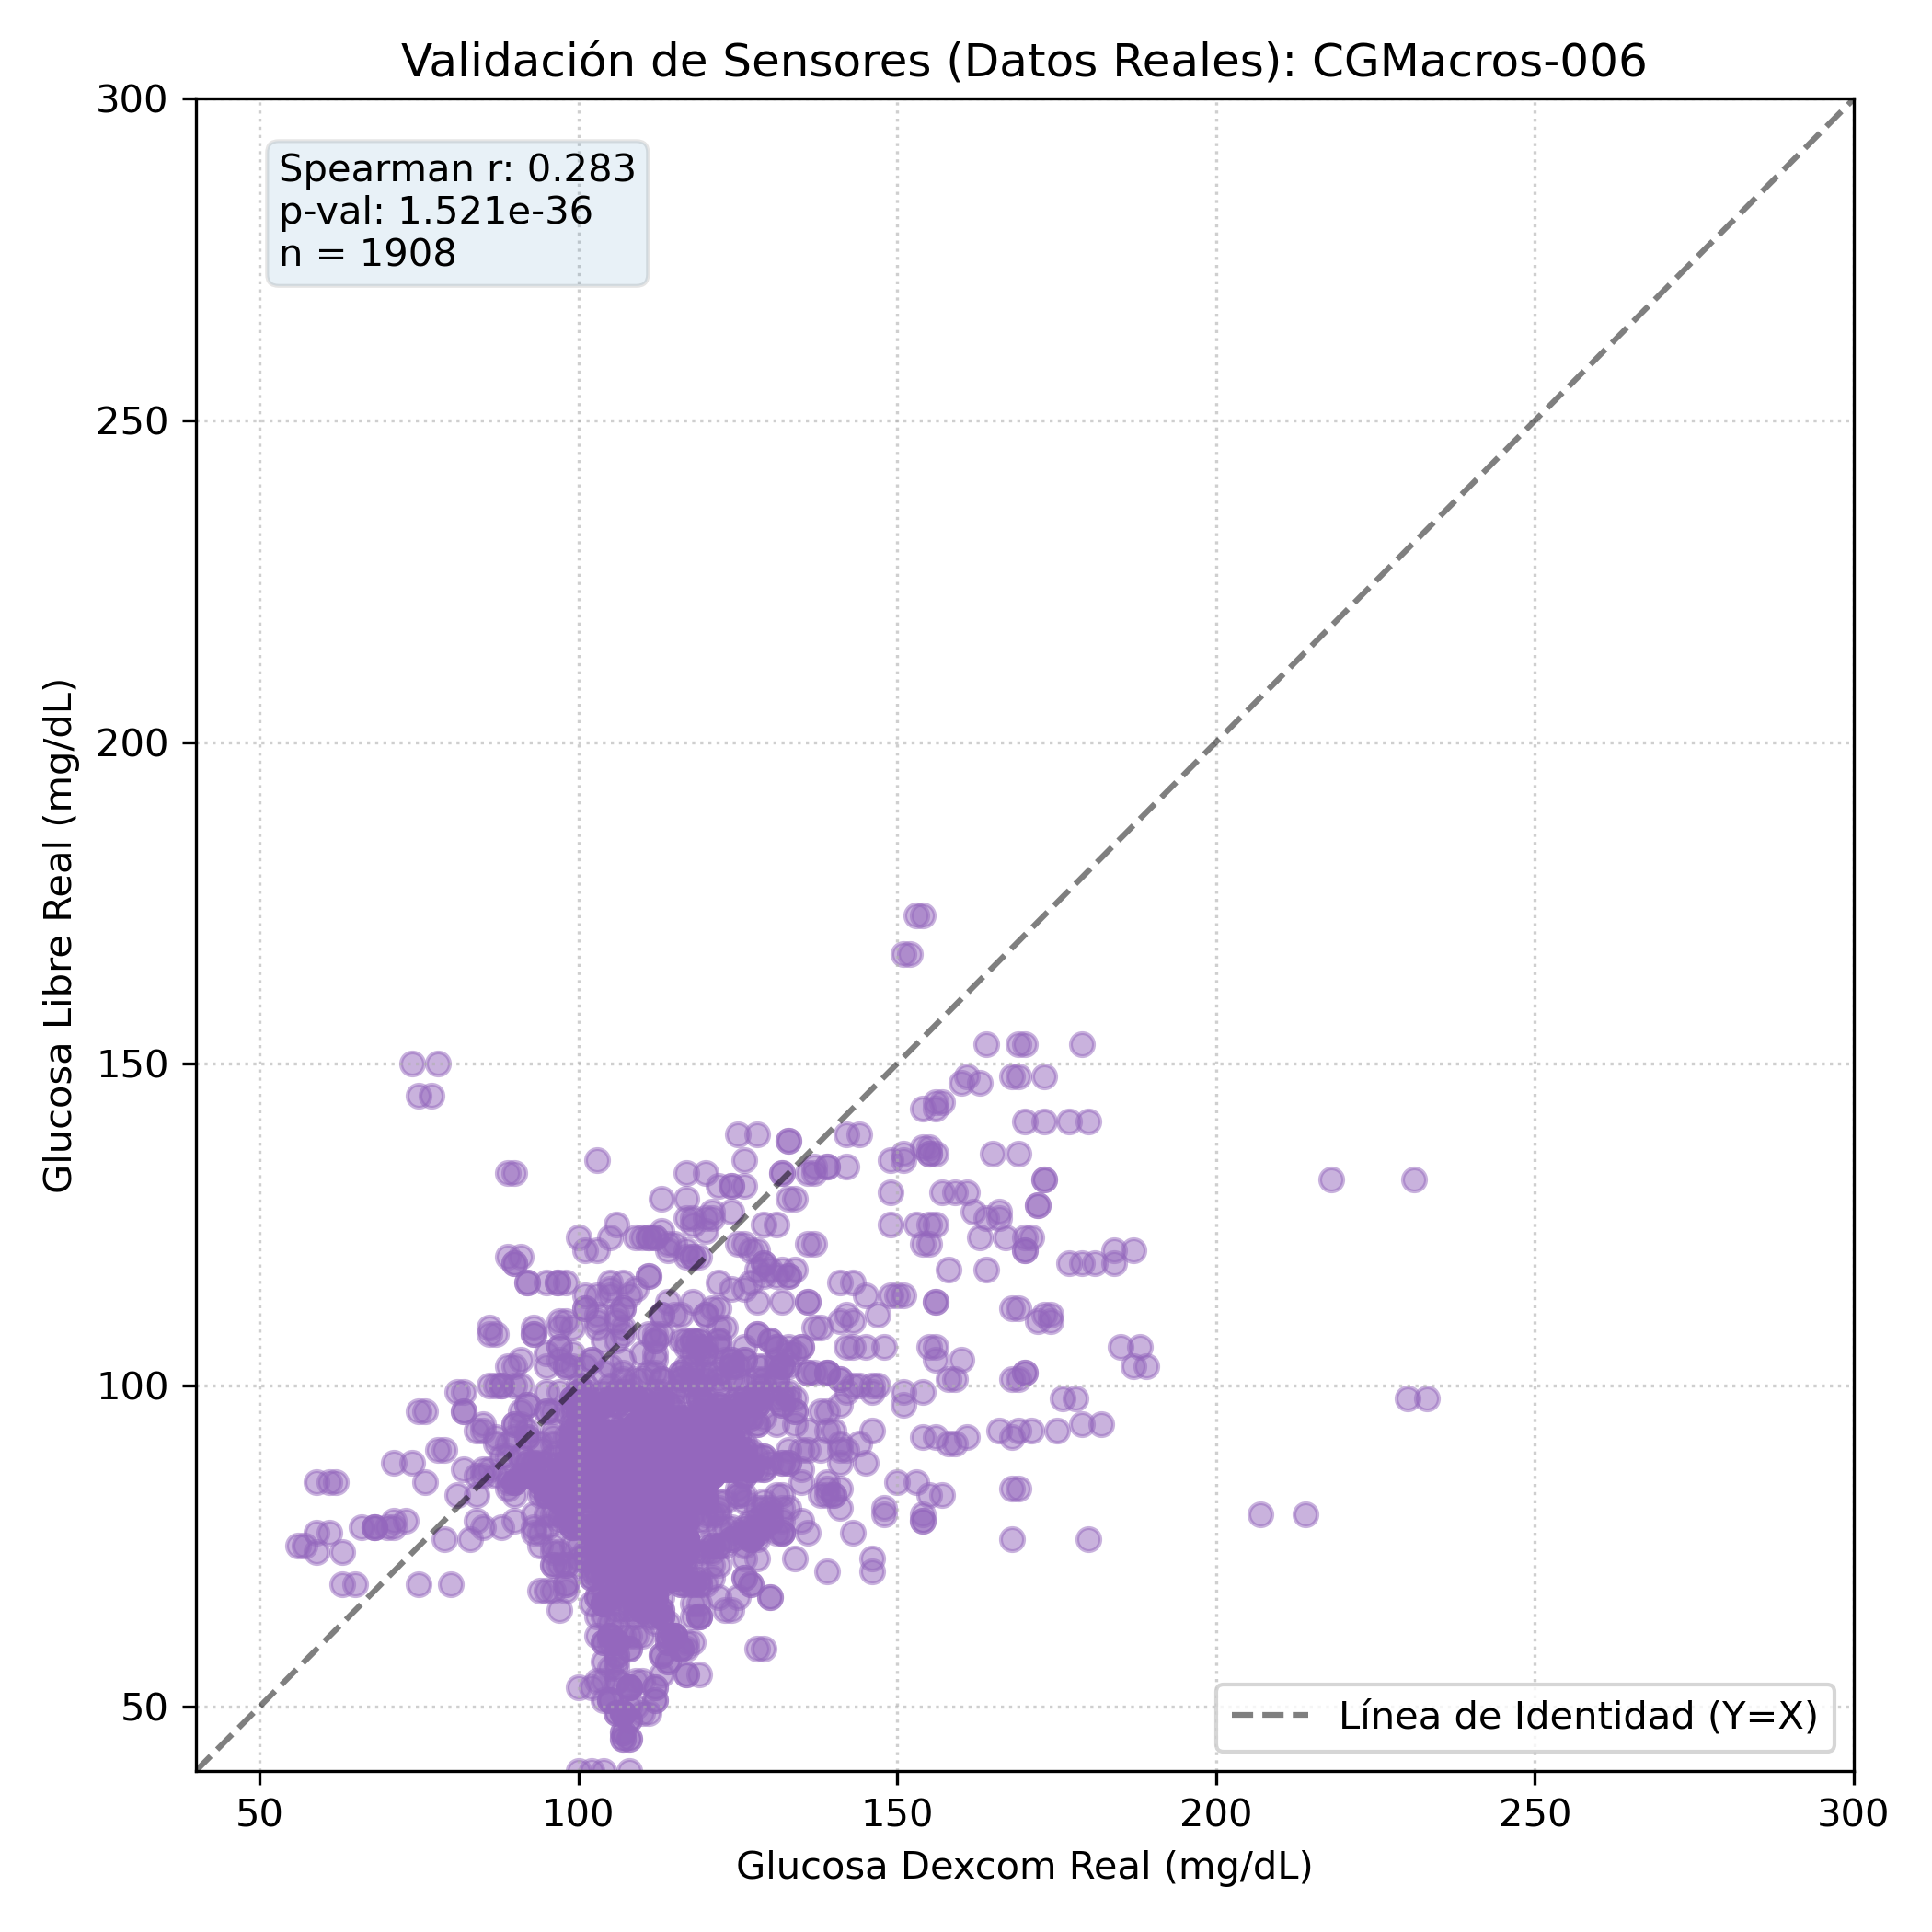 Validación de Sensores (Datos Reales): CGMacros-006
Spearman r: 0.283
p-val: 1.521e-36
n = 1908
300
250
200
150
100
50
Glucosa Libre Real (mg/dL)
Línea de Identidad (Y=X)
50 100 150 200 250 300
Glucosa Dexcom Real (mg/dL)